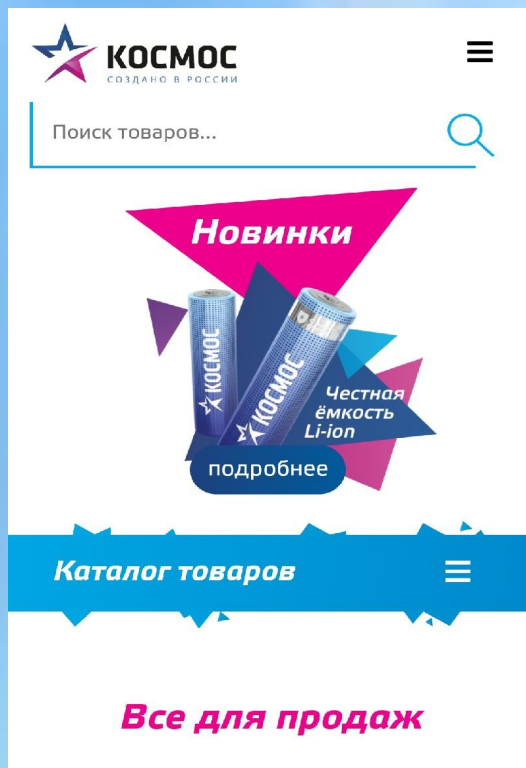 КОСМОС
СОЗДАНО В РОССИИ
Поиск товаров...
Новинки
КОСМОС
КОСМОС
Честная
ёмкость
Li-ion
подробнее
Каталог товаров
Все для продаж